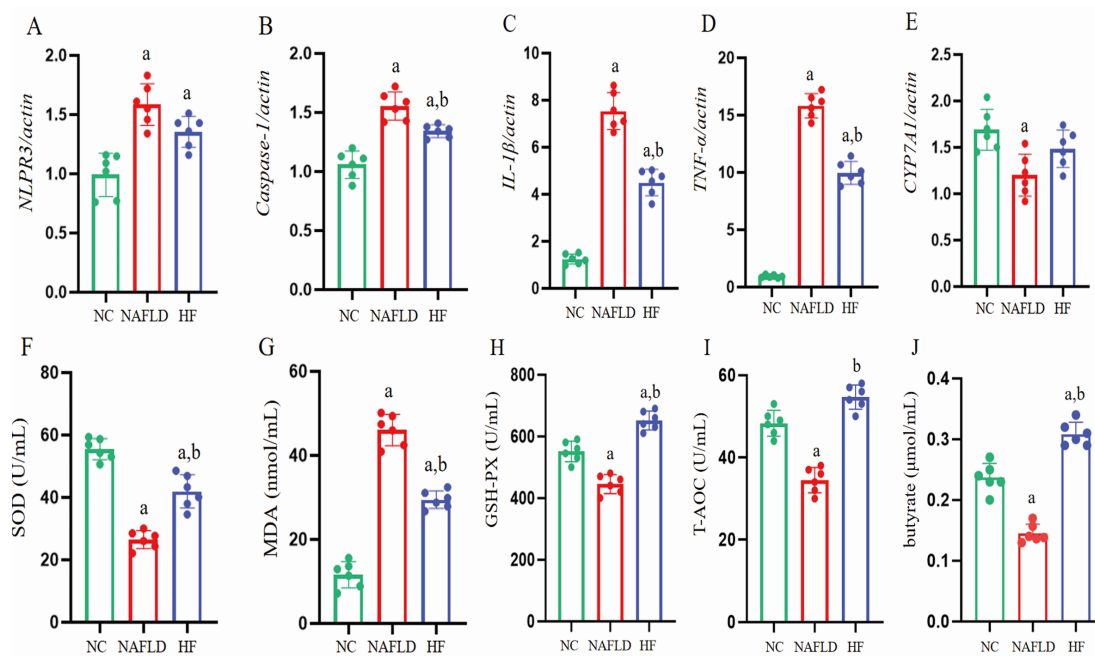 A
NLPR3/actin
2.0
1.5
1.0
0.5
0.0
a
a
NC NAFLD HF
B
Caspase-1/actin
2.0
1.5
1.0
0.5
0.0
a
a,b
NC NAFLD HF
C
IL-1β/actin
10
8
6
4
2
0
a
a,b
NC NAFLD HF
D
TNF-α/actin
20
15
10
5
0
a
a,b
NC NAFLD HF
E
CYP7A1/actin
2.5
2.0
1.5
1.0
0.5
0.0
a
NC NAFLD HF
F
SOD (U/mL)
80
60
40
20
0
a
a,b
NC NAFLD HF
G
MDA (nmol/mL)
60
40
20
0
a
a,b
NC NAFLD HF
H
GSH-PX (U/mL)
800
600
400
200
0
a
a,b
NC NAFLD HF
I
T-AOC (U/mL)
60
40
20
0
a
b
NC NAFLD HF
J
butyrate (μmol/mL)
0.4
0.3
0.2
0.1
0.0
a
a,b
NC NAFLD HF